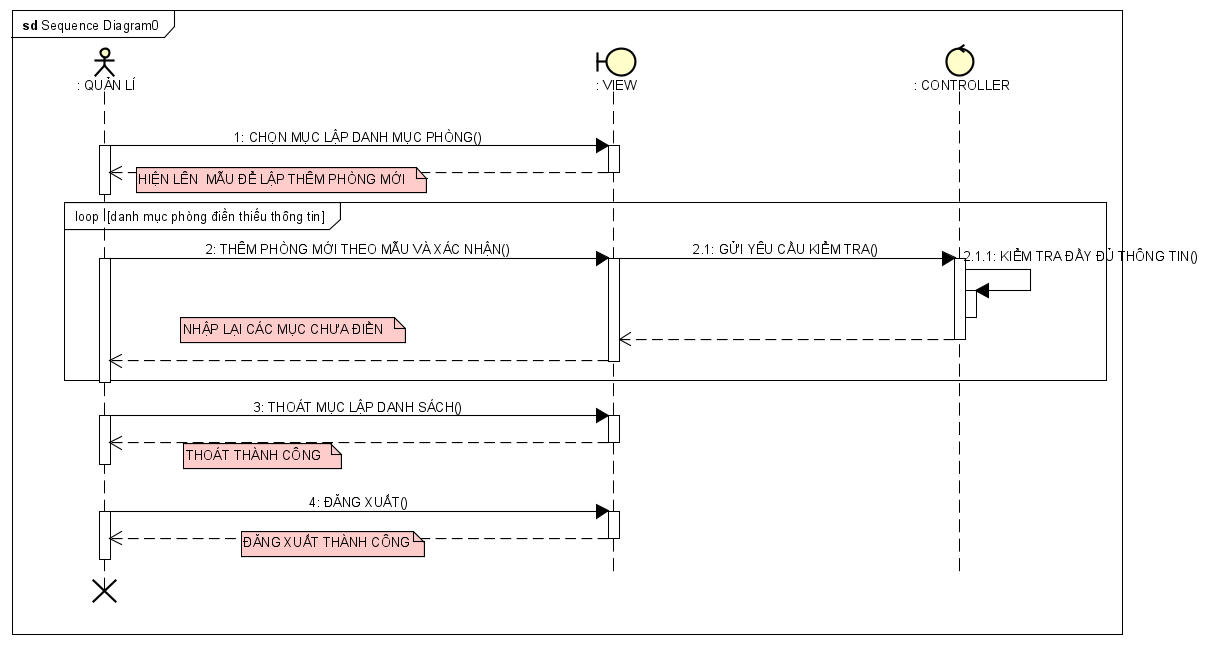 sd Sequence Diagram0
: QUẢN LÍ
: VIEW
: CONTROLLER
1: CHỌN MỤC LẬP DANH MỤC PHÒNG()
HIỆN LÊN MẪU ĐỂ LẬP THÊM PHÒNG MỚI
loop [danh mục phòng điền thiếu thông tin]
2: THÊM PHÒNG MỚI THEO MẪU VÀ XÁC NHẬN()
2.1: GỬI YÊU CẦU KIỂM TRA()
2.1.1: KIỂM TRA ĐẦY ĐỦ THÔNG TIN()
NHẬP LẠI CÁC MỤC CHƯA ĐIỀN
3: THOÁT MỤC LẬP DANH SÁCH()
THOÁT THÀNH CÔNG
4: ĐĂNG XUẤT()
ĐĂNG XUẤT THÀNH CÔNG